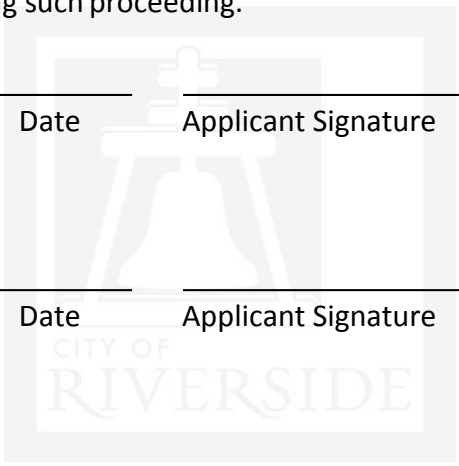 such proceeding.
Date Applicant Signature
Date Applicant Signature
CITY OF
RIVERSIDE